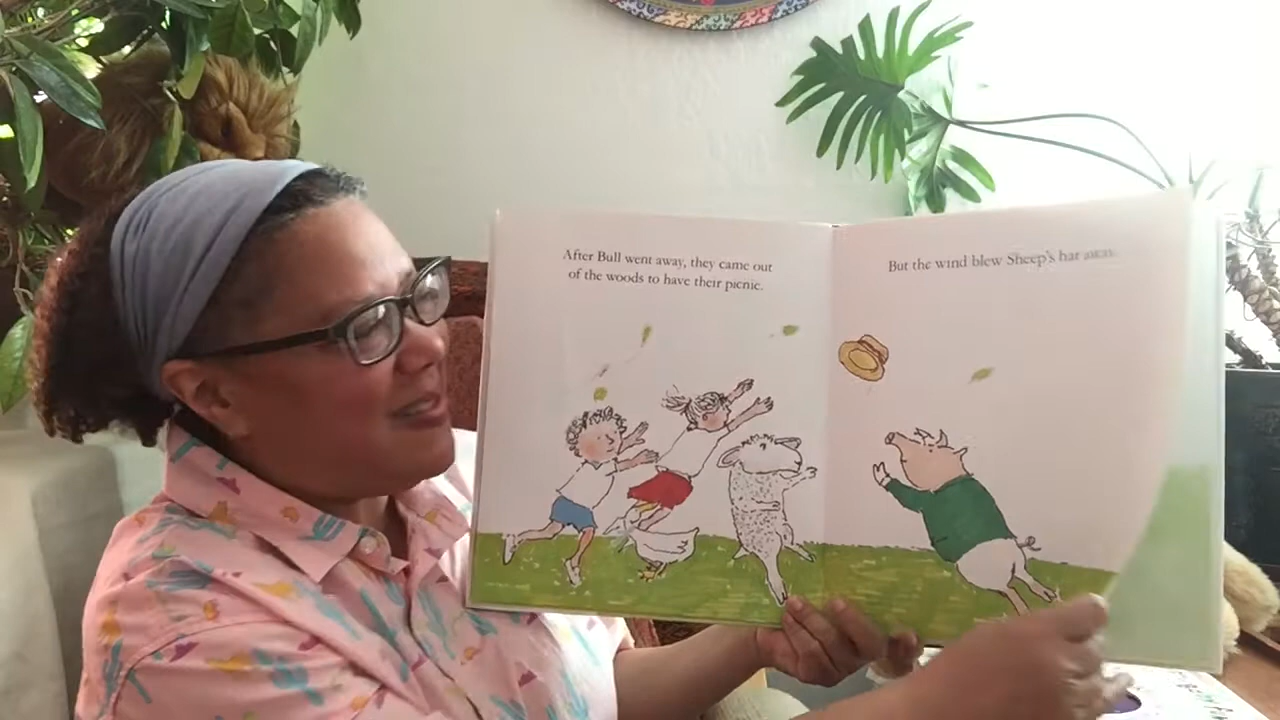 After Bull went away, they came out
of the woods to have their picnic.
But the wind blew Sheep's hat away.